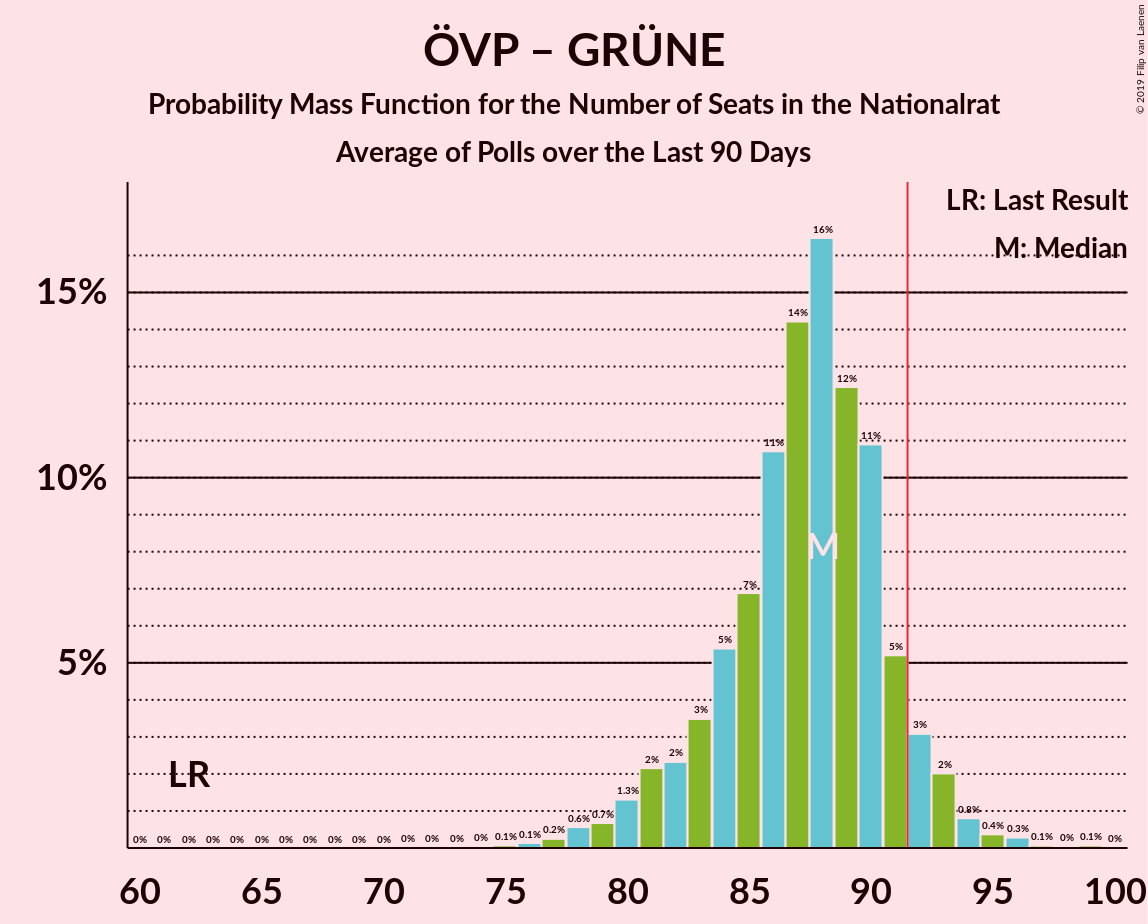 ÖVP – GRÜNE
Probability Mass Function for the Number of Seats in the Nationalrat
Average of Polls over the Last 90 Days
© 2019 Filip van Laenen
LR: Last Result
M: Median
16%
15%
14%
12%
11%
11%
10%
M
7%
5%
5%
5%
3%
3%
LR
2%
2%
2%
1.3%
0.8%
0.7%
0.6%
0.4%
0.3%
0% 0% 0% 0% 0% 0% 0% 0% 0% 0% 0% 0% 0% 0% 0% 0.1% 0.1% 0.2% 0.1% 0% 0.1% 0%
60 65 70 75 80 85 90 95 100